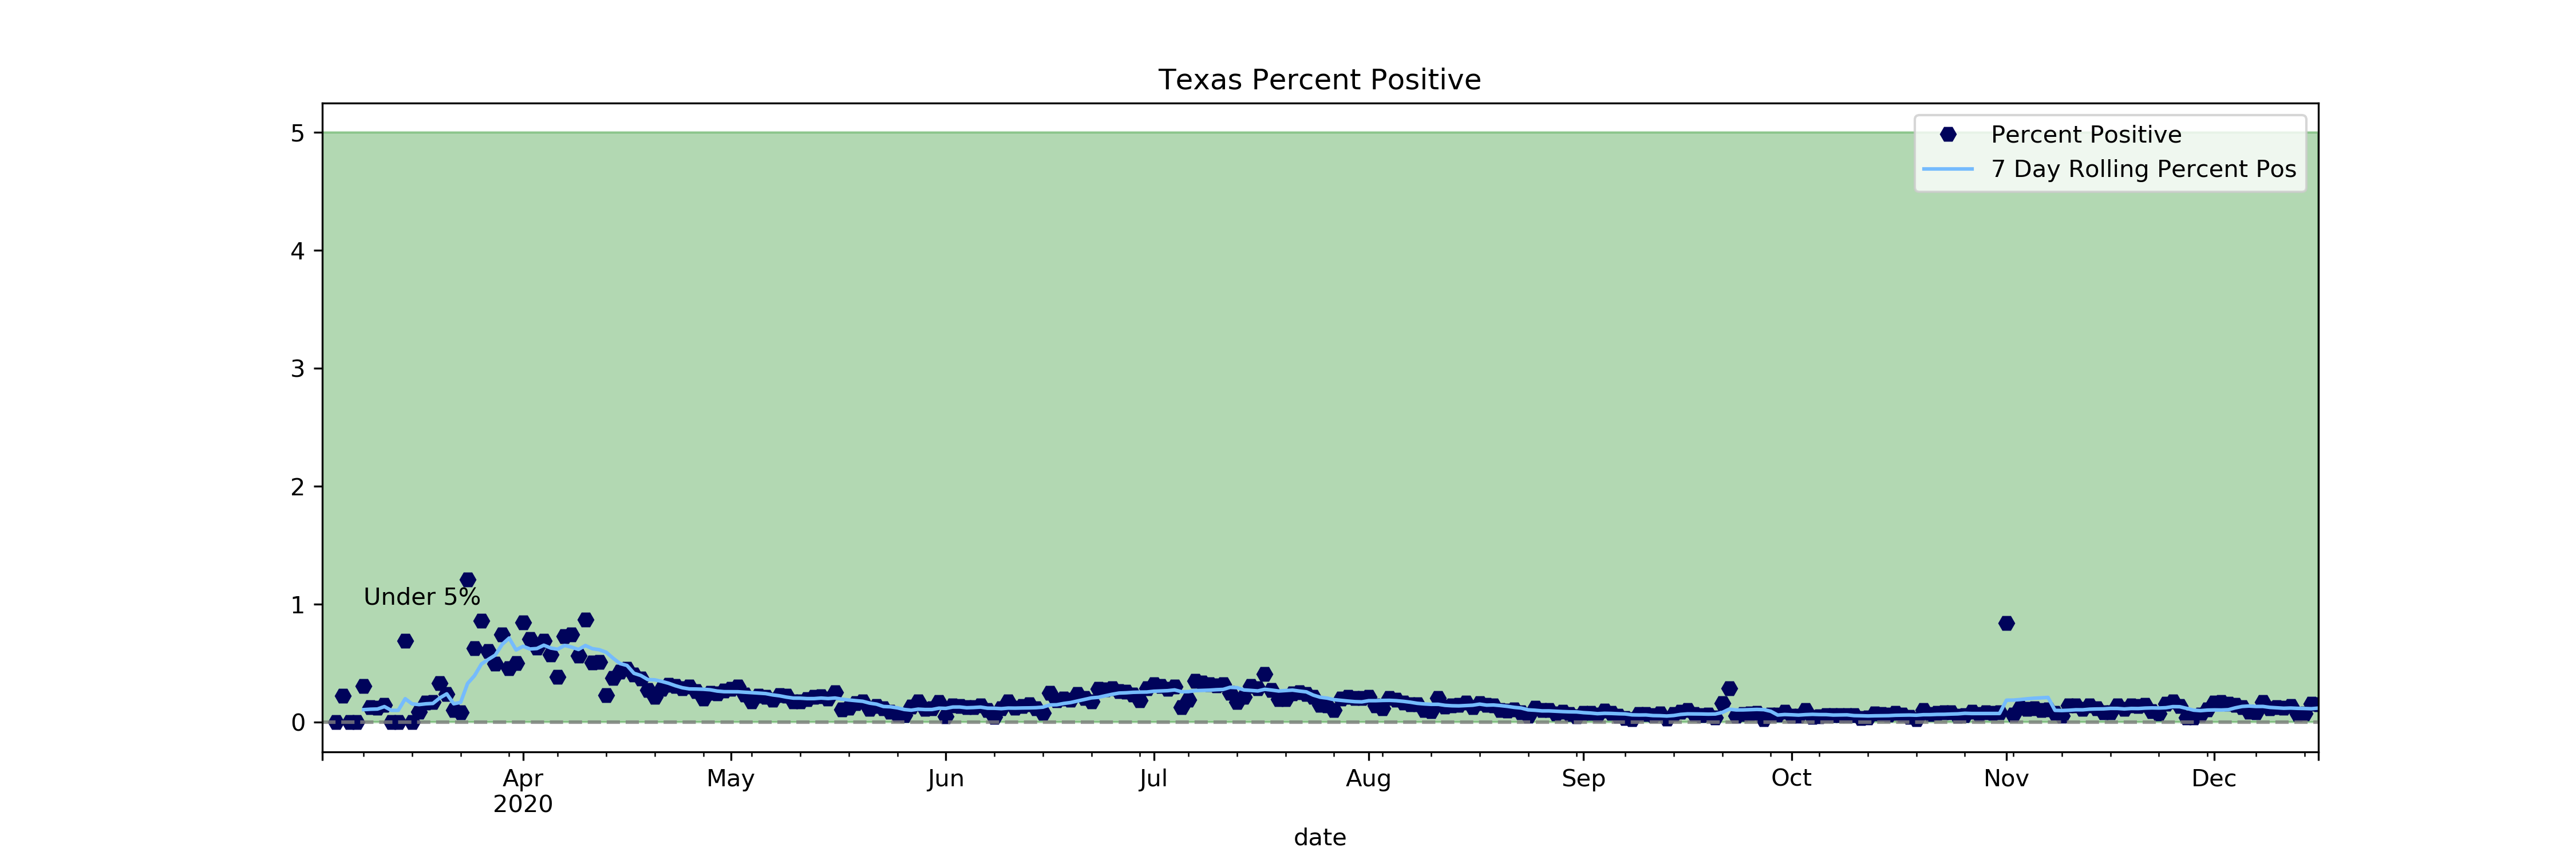 Texas Percent Positive
5
4
3
2
1
0
Percent Positive
7 Day Rolling Percent Pos
Under 5%
Apr
2020
May
Jun
Jul
Aug
Sep
Oct
Nov
Dec
date